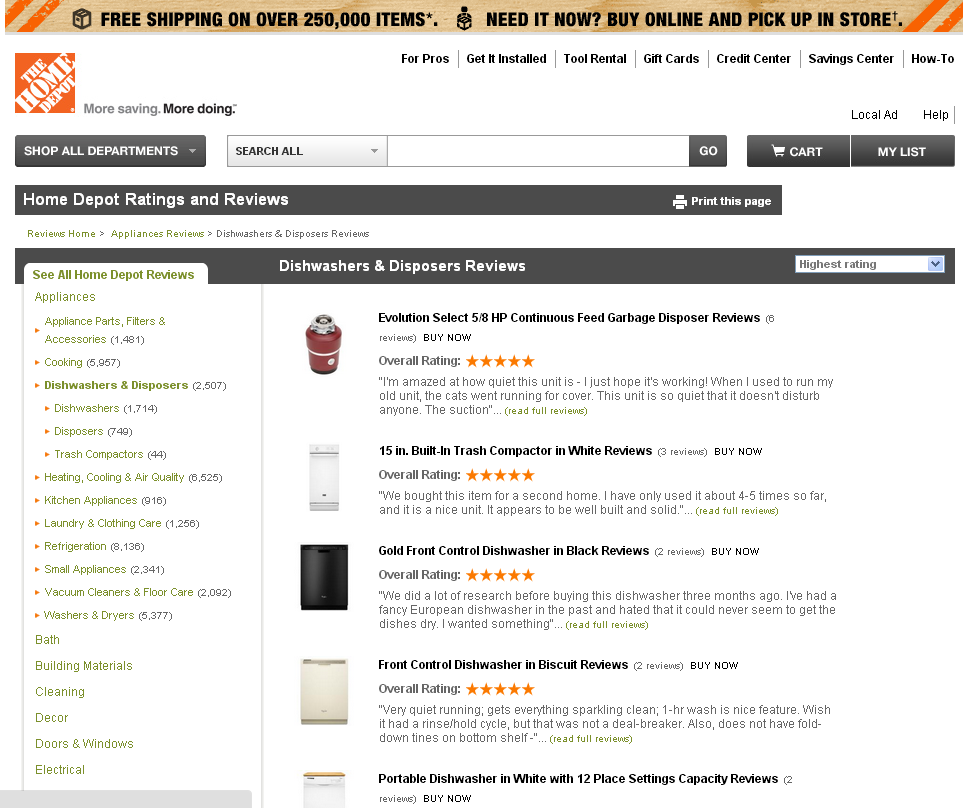 FREE SHIPPING ON OVER 250,000 ITEMS*. NEED IT NOW? BUY ONLINE AND PICK UP IN STORE†.
For Pros Get It Installed Tool Rental Gift Cards Credit Center Savings Center How-To
THE HOME DEPOT
More saving. More doing.™
Local Ad Help
SHOP ALL DEPARTMENTS SEARCH ALL GO CART MY LIST
Home Depot Ratings and Reviews Print this page
Reviews Home > Appliances Reviews > Dishwashers & Disposers Reviews
See All Home Depot Reviews
Appliances
Appliance Parts, Filters &
Accessories (1,481)
Cooking (5,957)
Dishwashers & Disposers (2,507)
Dishwashers (1,714)
Disposers (749)
Trash Compactors (44)
Heating, Cooling & Air Quality (6,525)
Kitchen Appliances (916)
Laundry & Clothing Care (1,256)
Refrigeration (8,136)
Small Appliances (2,341)
Vacuum Cleaners & Floor Care (2,092)
Washers & Dryers (5,377)
Bath
Building Materials
Cleaning
Decor
Doors & Windows
Electrical
Dishwashers & Disposers Reviews Highest rating
Evolution Select 5/8 HP Continuous Feed Garbage Disposer Reviews (6
reviews) BUY NOW
Overall Rating:
"I'm amazed at how quiet this unit is - I just hope it's working! When I used to run my
old unit, the cats went running for cover. This unit is so quiet that it doesn't disturb
anyone. The suction"... (read full reviews)
15 in. Built-In Trash Compactor in White Reviews (3 reviews) BUY NOW
Overall Rating:
"We bought this item for a second home. I have only used it about 4-5 times so far,
and it is a nice unit. It appears to be well built and solid."... (read full reviews)
Gold Front Control Dishwasher in Black Reviews (2 reviews) BUY NOW
Overall Rating:
"We did a lot of research before buying this dishwasher three months ago. I've had a
fancy European dishwasher in the past and hated that it could never seem to get the
dishes dry. I wanted something"... (read full reviews)
Front Control Dishwasher in Biscuit Reviews (2 reviews) BUY NOW
Overall Rating:
"Very quiet running; gets everything sparkling clean; 1-hr wash is nice feature. Wish
it had a rinse/hold cycle, but that was not a deal-breaker. Also, does not have fold-
down tines on bottom shelf -"... (read full reviews)
Portable Dishwasher in White with 12 Place Settings Capacity Reviews (2
reviews) BUY NOW